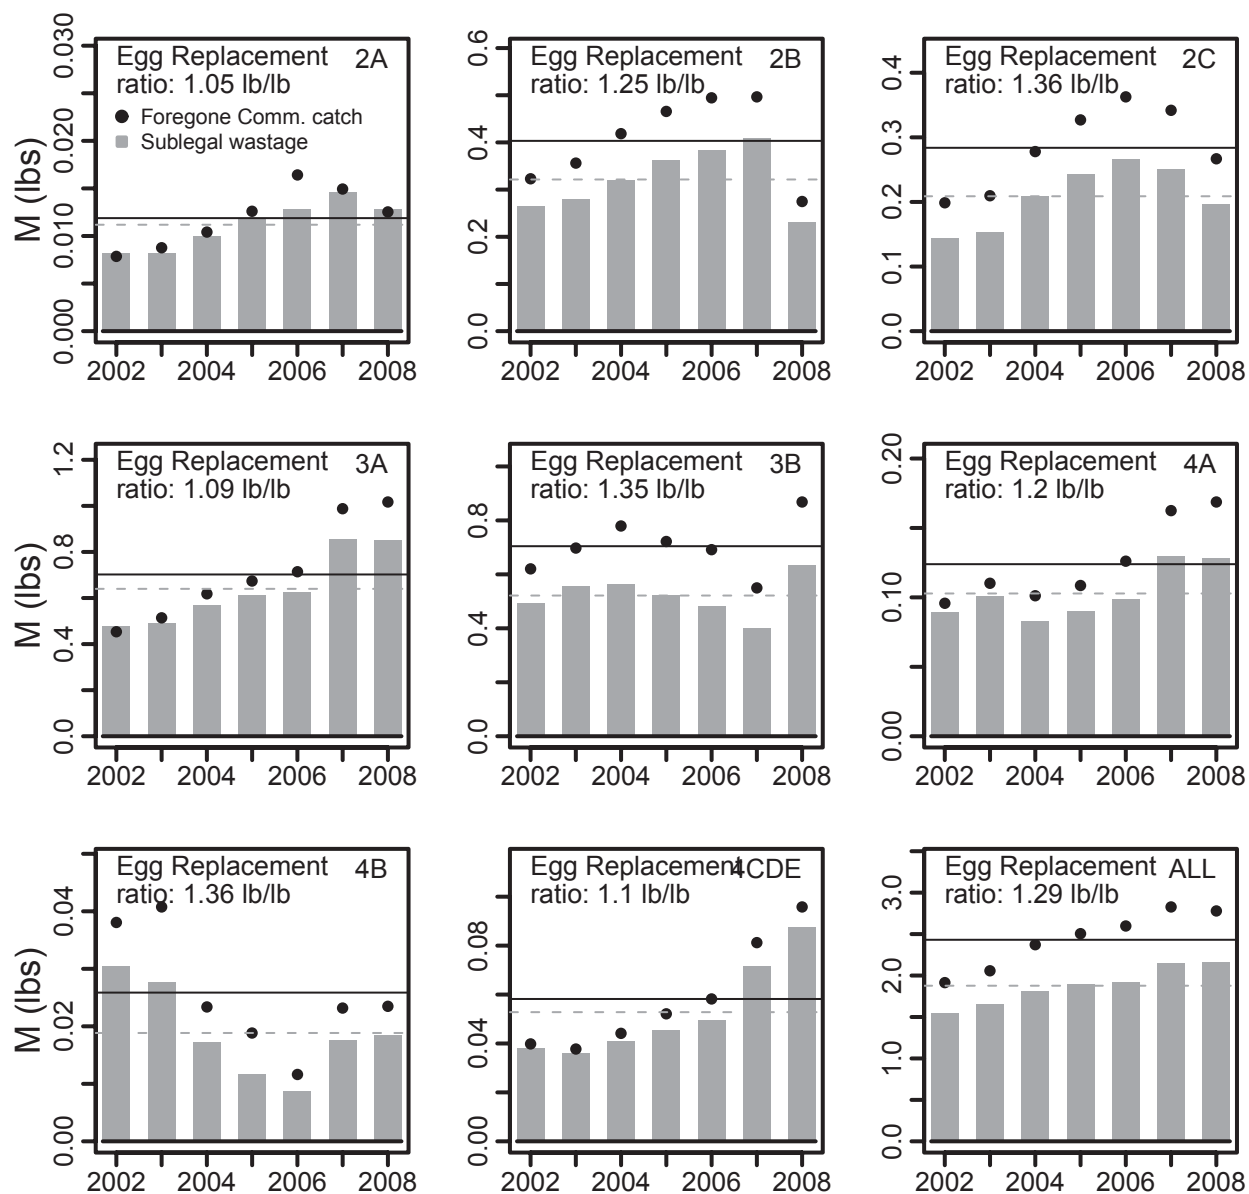 Egg Replacement 2A
ratio: 1.05 lb/lb
Foregone Comm. catch
Sublegal wastage
M (lbs)
0.000 0.010 0.020 0.030
2002 2004 2006 2008
Egg Replacement 2B
ratio: 1.25 lb/lb
0.0 0.2 0.4 0.6
2002 2004 2006 2008
Egg Replacement 2C
ratio: 1.36 lb/lb
0.0 0.1 0.2 0.3 0.4
2002 2004 2006 2008
Egg Replacement 3A
ratio: 1.09 lb/lb
M (lbs)
0.0 0.4 0.8 1.2
2002 2004 2006 2008
Egg Replacement 3B
ratio: 1.35 lb/lb
0.0 0.4 0.8
2002 2004 2006 2008
Egg Replacement 4A
ratio: 1.2 lb/lb
0.00 0.10 0.20
2002 2004 2006 2008
Egg Replacement 4B
ratio: 1.36 lb/lb
M (lbs)
0.00 0.02 0.04
2002 2004 2006 2008
Egg Replacement 4CDE
ratio: 1.1 lb/lb
0.00 0.04 0.08
2002 2004 2006 2008
Egg Replacement ALL
ratio: 1.29 lb/lb
0.0 1.0 2.0 3.0
2002 2004 2006 2008